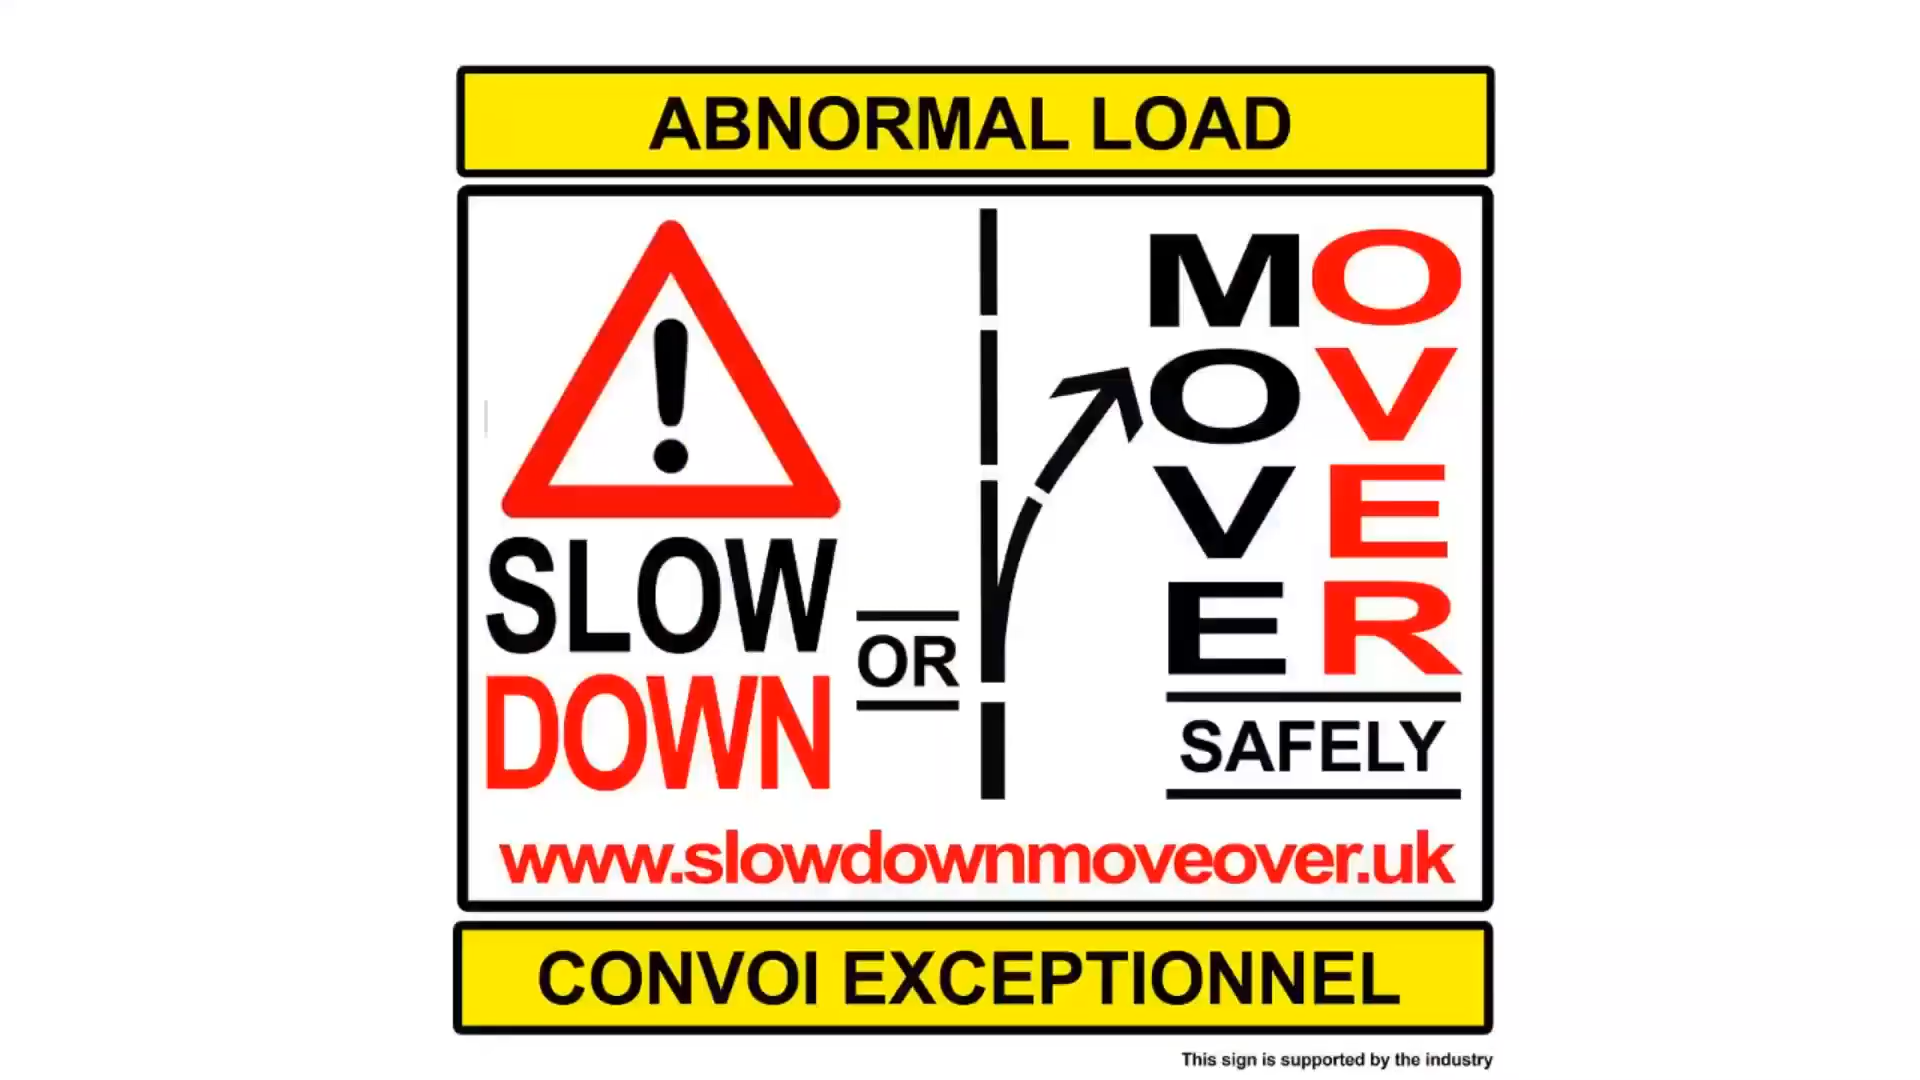 ABNORMAL LOAD
!
SLOW
DOWN
OR
MOVE
OVER
SAFELY
www.slowdownmoveover.uk
CONVOI EXCEPTIONNEL
This sign is supported by the industry